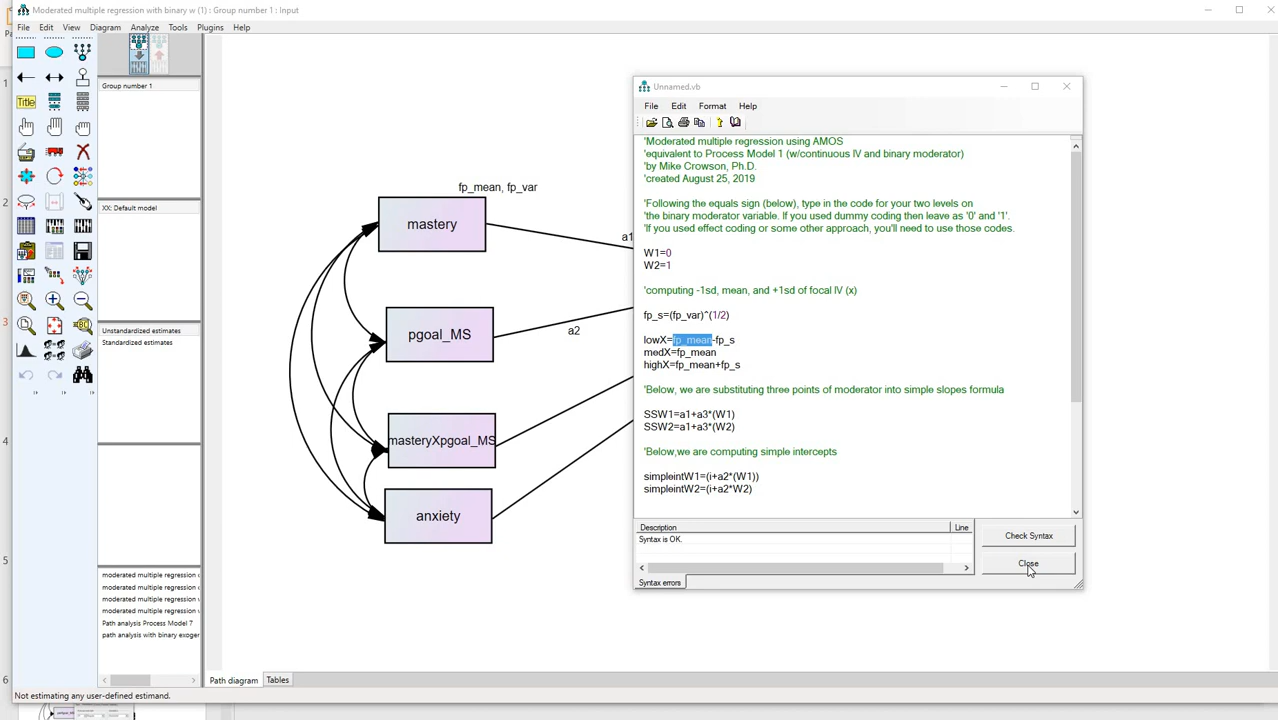 Moderated multiple regression with binary w (1) : Group number 1 : Input
File Edit View Diagram Analyze Tools Plugins Help
Title
Group number 1
XX: Default model
Unstandardized estimates
Standardized estimates
moderated multiple regression
moderated multiple regression
moderated multiple regression
moderated multiple regression
Path analysis Process Model 7
path analysis with binary exoger
Not estimating any user-defined estimand.
Path diagram Tables
1
2
3
4
5
6
fp_mean, fp_var
mastery
a1
pgoal_MS
a2
masteryXpgoal_MS
anxiety
Unnamed.vb
File Edit Format Help
'Moderated multiple regression using AMOS
'equivalent to Process Model 1 (w/continuous IV and binary moderator)
'by Mike Crowson, Ph.D.
'created August 25, 2019
'Following the equals sign (below), type in the code for your two levels on
'the binary moderator variable. If you used dummy coding then leave as '0' and '1'.
'If you used effect coding or some other approach, you'll need to use those codes.
W1=0
W2=1
'computing -1sd, mean, and +1sd of focal IV (x)
fp_s=(fp_var)^(1/2)
lowX=fp_mean-fp_s
medX=fp_mean
highX=fp_mean+fp_s
'Below, we are substituting three points of moderator into simple slopes formula
SSW1=a1+a3*(W1)
SSW2=a1+a3*(W2)
'Below,we are computing simple intercepts
simpleintW1=(i+a2*(W1))
simpleintW2=(i+a2*W2)
Description Line
Syntax is OK.
Syntax errors
Check Syntax
Close